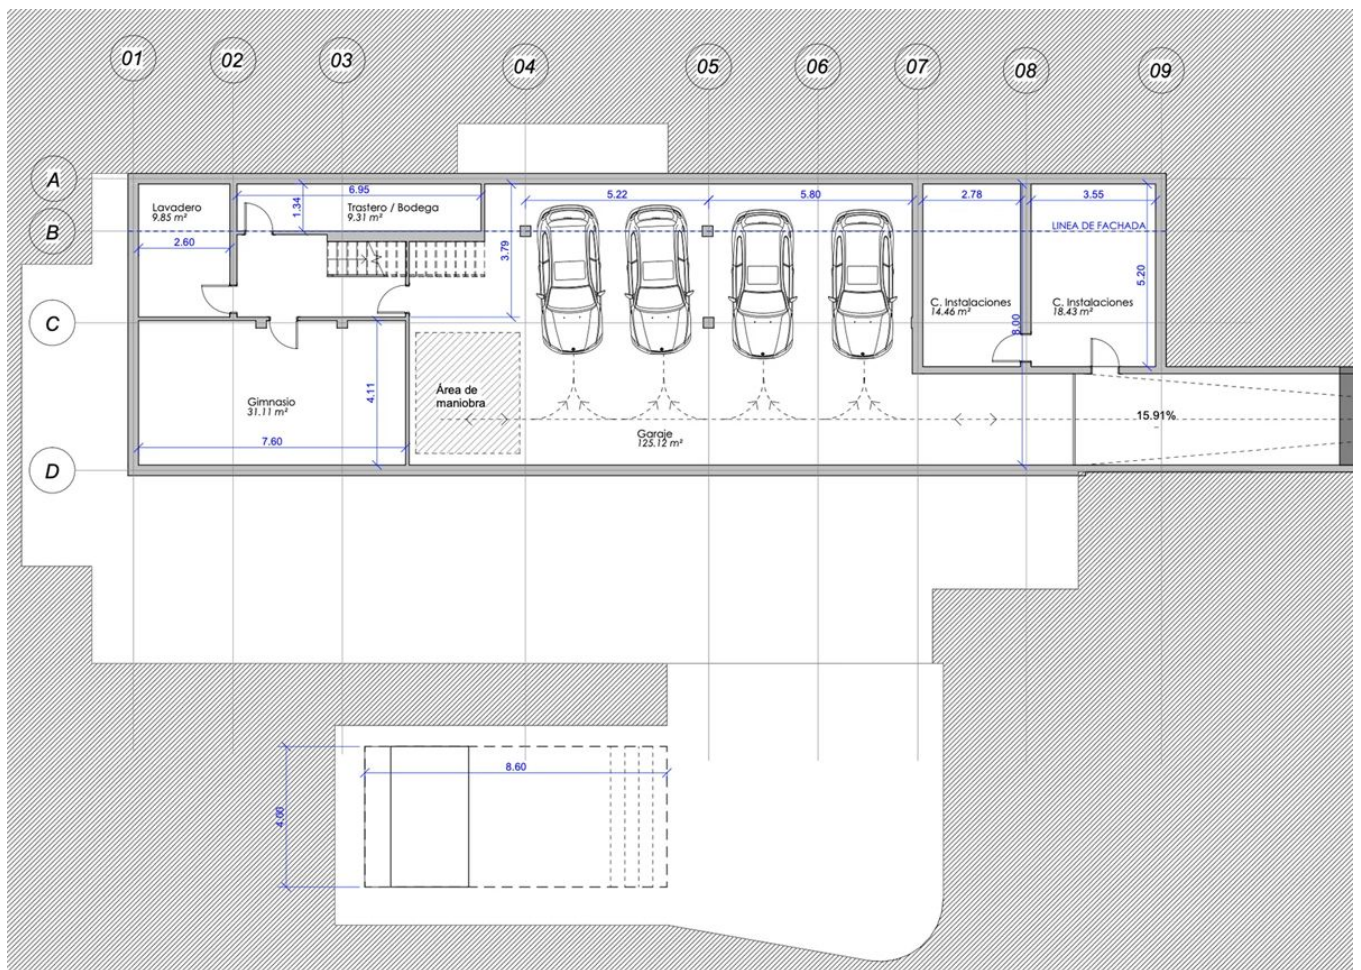 01
02
03
04
05
06
07
08
09
A
B
C
D
Lavadero
9.85 m²
2.60
6.95
1.34
Trastero / Bodega
9.31 m²
3.79
5.22
5.80
2.78
3.55
LINEA DE FACHADA
5.20
C. Instalaciones
14.46 m²
8.00
C. Instalaciones
18.43 m²
Gimnasio
31.11 m²
4.11
7.60
Área de
maniobra
Garaje
125.12 m²
15.91%
8.60
4.00